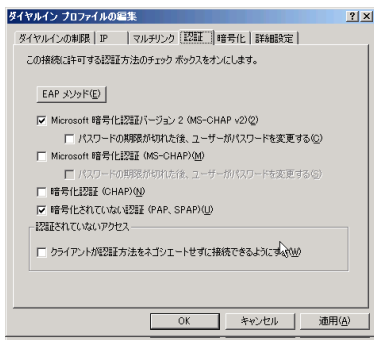 ダイヤルイン プロファイルの編集
ダイヤルインの制限 IP マルチリンク 認証 暗号化 詳細設定
この接続に許可する認証方法のチェック ボックスをオンにします。
EAP メソッド(E)
Microsoft 暗号化認証バージョン 2 (MS-CHAP v2)(2)
パスワードの期限が切れた後、ユーザーがパスワードを変更する(C)
Microsoft 暗号化認証 (MS-CHAP)(M)
パスワードの期限が切れた後、ユーザーがパスワードを変更する(G)
暗号化認証 (CHAP)(N)
暗号化されていない認証 (PAP、SPAP)(U)
認証されていないアクセス
クライアントが認証方法をネゴシエートせずに接続できるようにする(W)
OK キャンセル 適用(A)